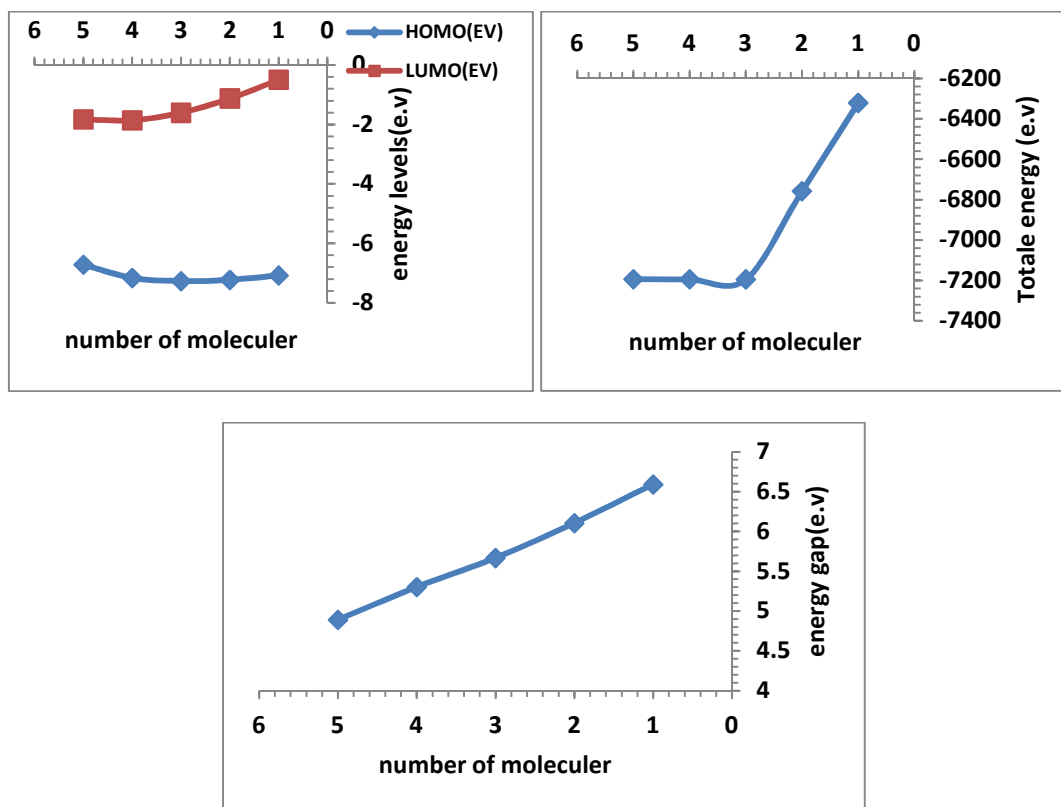 6 5 4 3 2 1 0
HOMO(EV)
LUMO(EV)
0
-2
-4
-6
-8
energy levels(e.v)
number of moleculer
6 5 4 3 2 1 0
-6200
-6400
-6600
-6800
-7000
-7200
-7400
Totale energy (e.v)
number of moleculer
7
6.5
6
5.5
5
4.5
4
energy gap(e.v)
6 5 4 3 2 1 0
number of moleculer